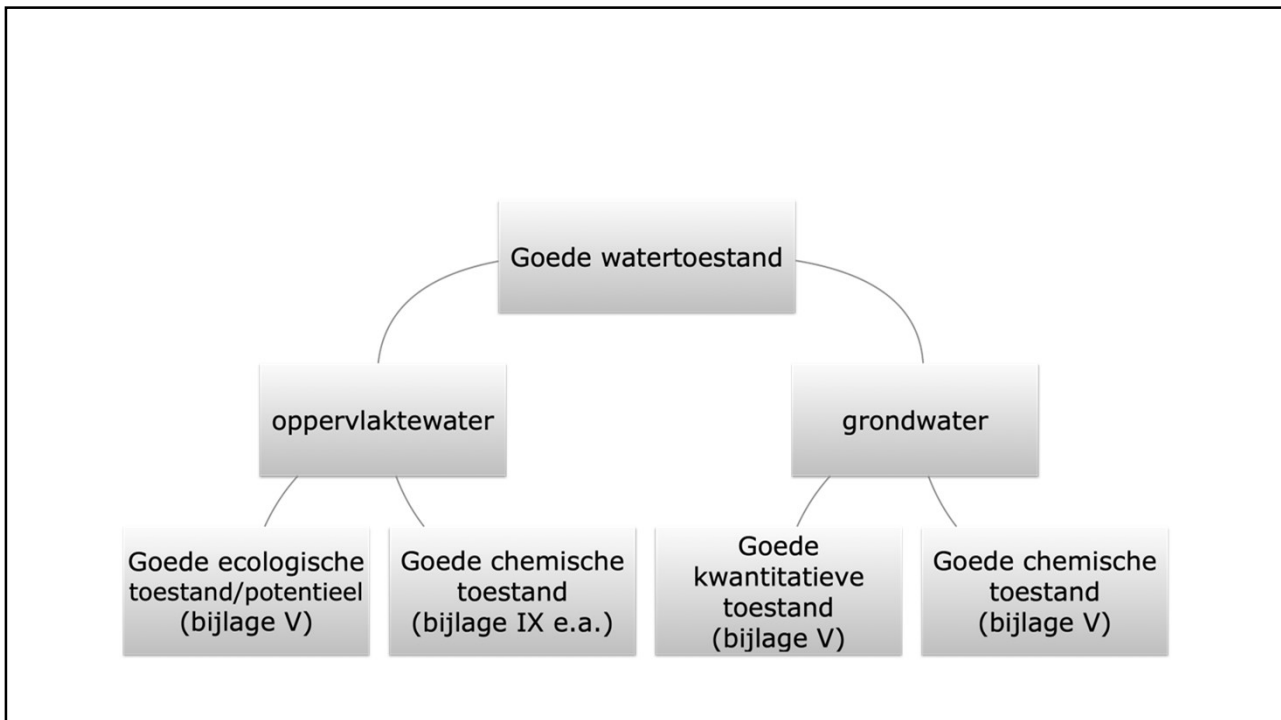 Goede watertoestand
oppervlaktewater
grondwater
Goede ecologische
toestand/potentieel
(bijlage V)
Goede chemische
toestand
(bijlage IX e.a.)
Goede
kwantitatieve
toestand
(bijlage V)
Goede chemische
toestand
(bijlage V)